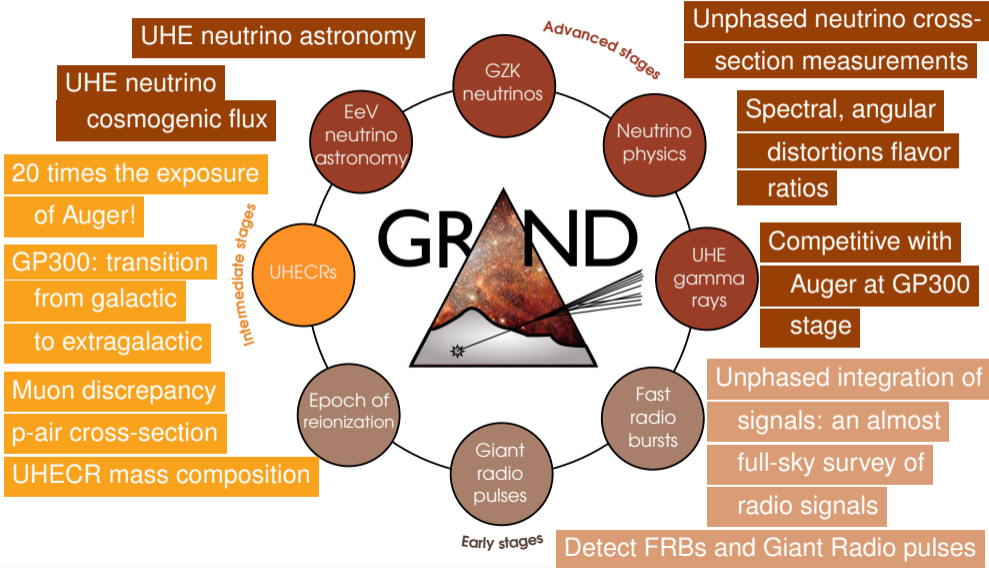 UHE neutrino astronomy
UHE neutrino
cosmogenic flux
20 times the exposure
of Auger!
GP300: transition
from galactic
to extragalactic
Muon discrepancy
p-air cross-section
UHECR mass composition
Intermediate stages
Advanced stages
GZK
neutrinos
EeV
neutrino
astronomy
Neutrino
physics
UHECRs
GRAND
UHE
gamma
rays
Epoch of
reionization
Fast
radio
bursts
Giant
radio
pulses
Early stages
Unphased neutrino cross-
section measurements
Spectral, angular
distortions flavor
ratios
Competitive with
Auger at GP300
stage
Unphased integration of
signals: an almost
full-sky survey of
radio signals
Detect FRBs and Giant Radio pulses